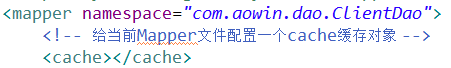 <mapper namespace="com.aowin.dao.ClientDao">
<!-- 给当前Mapper文件配置一个cache缓存对象 -->
<cache></cache>